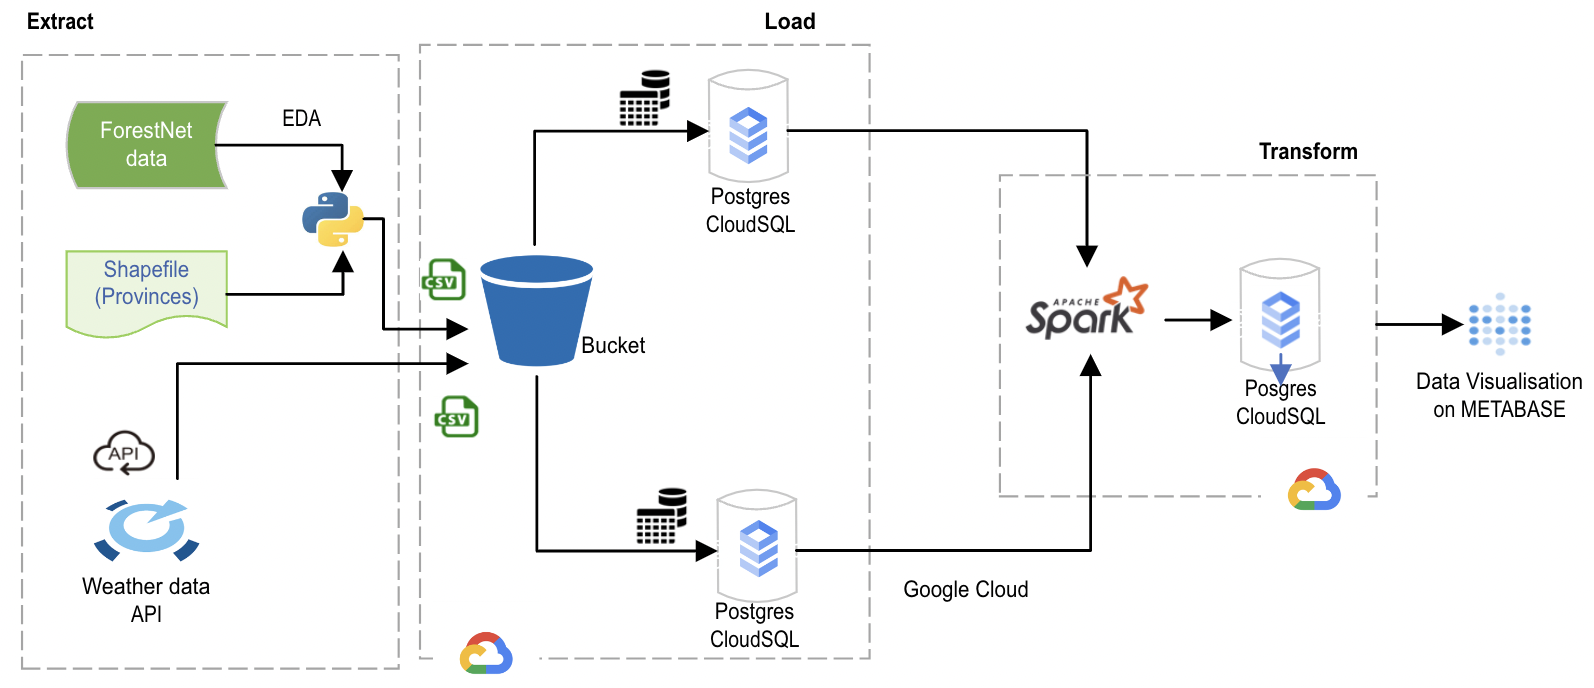 Extract
Load
ForestNet
data
EDA
Postgres
CloudSQL
Transform
Shapefile
(Provinces)
CSV
Bucket
APACHE
Spark
Posgres
CloudSQL
Data Visualisation
on METABASE
CSV
API
Weather data
API
Postgres
CloudSQL
Google Cloud